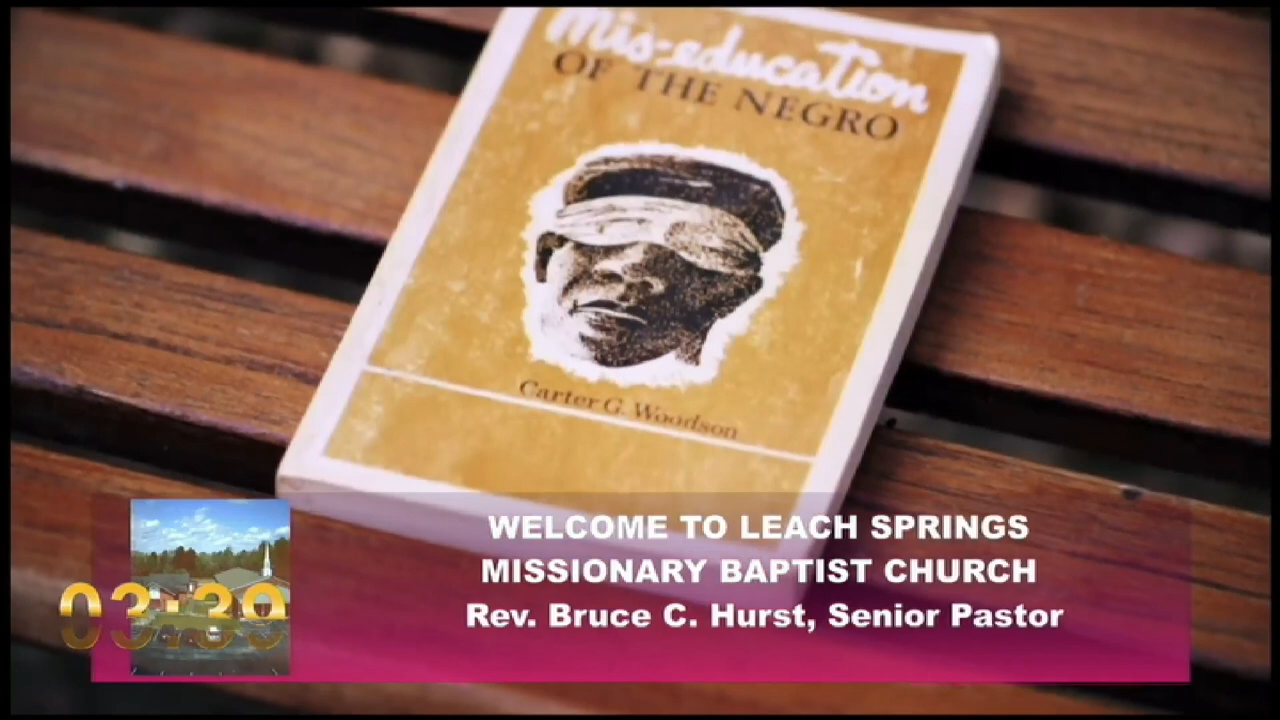 Mis-education
OF THE NEGRO
Carter G. Woodson
WELCOME TO LEACH SPRINGS
MISSIONARY BAPTIST CHURCH
Rev. Bruce C. Hurst, Senior Pastor
03:39